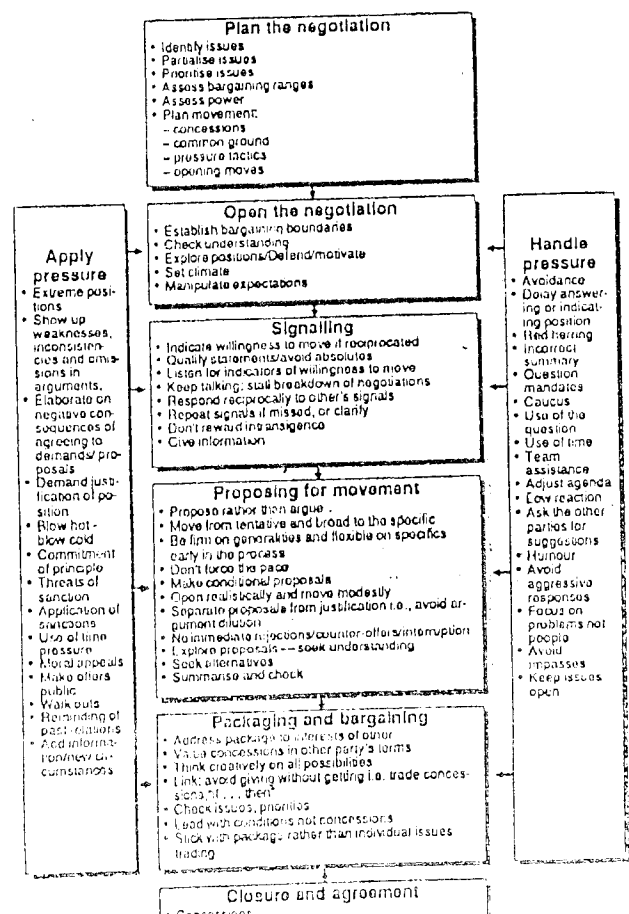 Plan the negotiation
• Identify issues
• Partialise issues
• Prioritise issues
• Assess bargaining ranges
• Assess power
• Plan movement:
– concessions
– common ground
– pressure tactics
– opening moves
Open the negotiation
• Establish bargaining boundaries
• Check understanding
• Explore positions/Defend/motivate
• Set climate
• Manipulate expectations
Signalling
• Indicate willingness to move if reciprocated
• Qualify statements/avoid absolutes
• Listen for indicators of willingness to move
• Keep talking; stall breakdown of negotiations
• Respond reciprocally to other's signals
• Repeat signals if missed, or clarify
• Don't reward intransigence
• Give information
Proposing for movement
• Propose rather than argue
• Move from tentative and broad to the specific
• Be firm on generalities and flexible on specifics
early in the process
• Don't force the pace
• Make conditional proposals
• Open realistically and move modestly
• Separate proposals from justification i.e., avoid ar-
gument dilution
• No immediate rejections/counter-offers/interruption
• Explore proposals — seek understanding
• Seek alternatives
• Summarise and check
Packaging and bargaining
• Address package to interests of other
• Value concessions in other party's terms
• Think creatively on all possibilities
• Link; avoid giving without getting i.e. trade conces-
sions, "if . . . then"
• Check issues, priorities
• Lead with conditions not concessions
• Stick with package rather than individual issues
trading
Closure and agreement
Apply
pressure
• Extreme posi-
tions
• Show up
weaknesses,
inconsisten-
cies and omis-
sions in
arguments.
• Elaborate on
negative con-
sequences of
agreeing to
demands/pro-
posals
• Demand justi-
fication of po-
sition
• Blow hot -
blow cold
• Commitment
of principle
• Threats of
sanction
• Application of
sanctions
• Use of time
pressure
• Moral appeals
• Make offers
public
• Walk outs
• Reminding of
past relations
• Add informa-
tion/new cir-
cumstances
Handle
pressure
• Avoidance
• Delay answer-
ing or indicat-
ing position
• Red herring
• Incorrect
summary
• Question
mandates
• Caucus
• Use of the
question
• Use of time
• Team
assistance
• Adjust agenda
• Low reaction
• Ask the other
parties for
suggestions
• Humour
• Avoid
aggressive
responses
• Focus on
problems not
people
• Avoid
impasses
• Keep issues
open